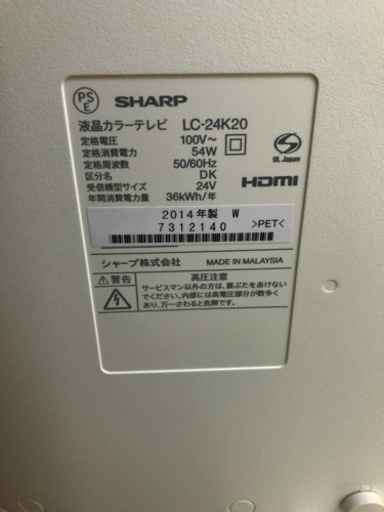 PS
E
SHARP
液晶カラーテレビ LC-24K20
定格電圧 100V~
定格消費電力 54W
定格周波数 50/60Hz
区分名 DK
受信機型サイズ 24V
年間消費電力量 36kWh/年
S
UL Japan
HDMI
2014年製 W
7312140 >PET<
シャープ株式会社 MADE IN MALAYSIA
警告
高圧注意
サービスマン以外の方は、裏ぶたをあけない
でください。内部には高電圧部分が数多く
あり、万一さわると危険です。